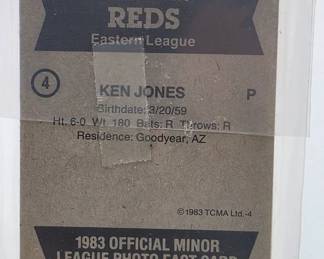 REDS
Eastern League
4
KEN JONES P
Birthdate: 3/20/59
Ht. 6-0 Wt. 180 Bats: R Throws: R
Residence: Goodyear, AZ
©1983 TCMA Ltd.-4
1983 OFFICIAL MINOR
LEAGUE PHOTO FACT CARD